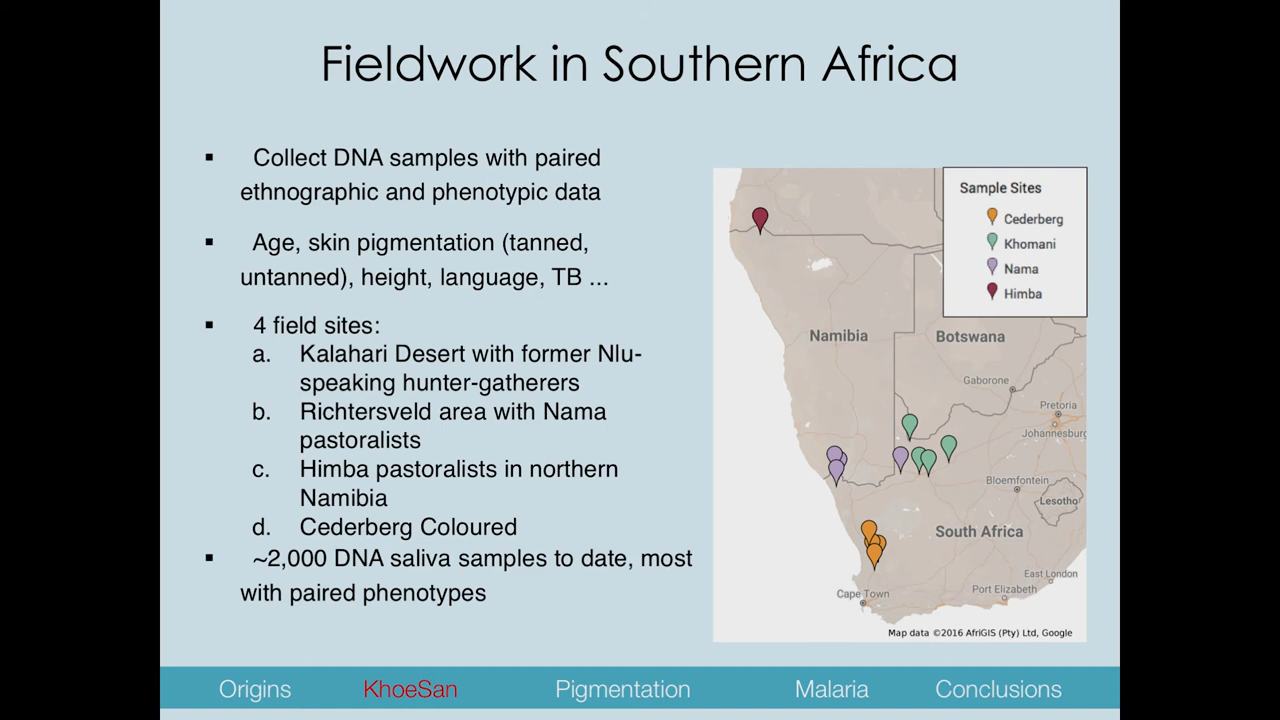 Fieldwork in Southern Africa
▪ Collect DNA samples with paired
ethnographic and phenotypic data
▪ Age, skin pigmentation (tanned,
untanned), height, language, TB ...
▪ 4 field sites:
a. Kalahari Desert with former Nlu-
speaking hunter-gatherers
b. Richtersveld area with Nama
pastoralists
c. Himba pastoralists in northern
Namibia
d. Cederberg Coloured
▪ ~2,000 DNA saliva samples to date, most
with paired phenotypes
Sample Sites
Cederberg
Khomani
Nama
Himba
Namibia
Botswana
Gaborone
Pretoria
Johannesburg
Bloemfontein
Lesotho
South Africa
East London
Port Elizabeth
Cape Town
Map data ©2016 AfriGIS (Pty) Ltd, Google
Origins KhoeSan Pigmentation Malaria Conclusions